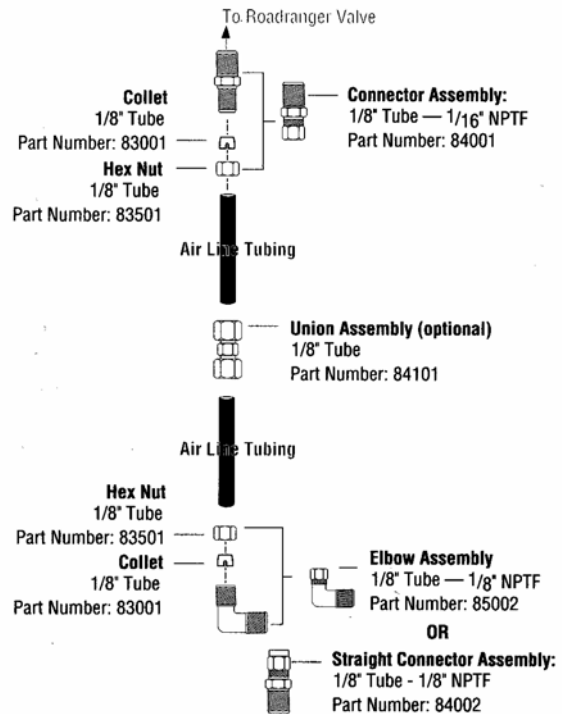 To Roadranger Valve
Collet
1/8" Tube
Part Number: 83001
Hex Nut
1/8" Tube
Part Number: 83501
Connector Assembly:
1/8" Tube — 1/16" NPTF
Part Number: 84001
Air Line Tubing
Union Assembly (optional)
1/8" Tube
Part Number: 84101
Air Line Tubing
Hex Nut
1/8" Tube
Part Number: 83501
Collet
1/8" Tube
Part Number: 83001
Elbow Assembly
1/8" Tube — 1/8" NPTF
Part Number: 85002
OR
Straight Connector Assembly:
1/8" Tube - 1/8" NPTF
Part Number: 84002